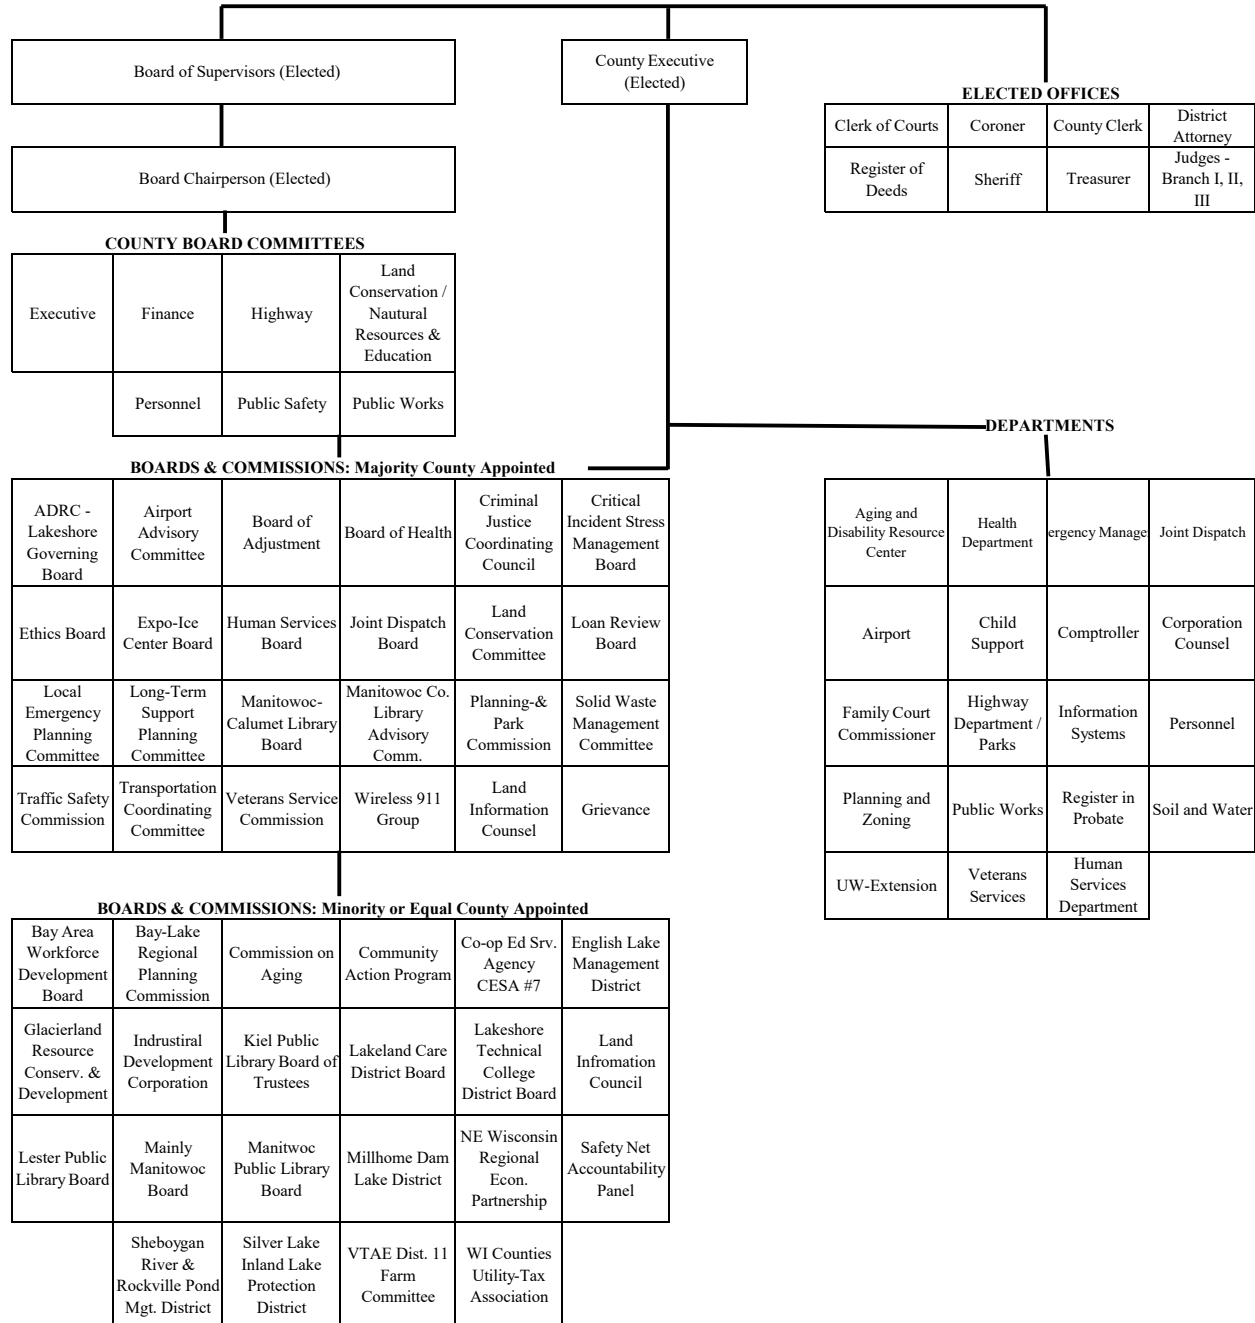 Board of Supervisors (Elected)
County Executive
(Elected)
ELECTED OFFICES
Clerk of Courts
Coroner
County Clerk
District
Attorney
Register of
Deeds
Sheriff
Treasurer
Judges -
Branch I, II,
III
Board Chairperson (Elected)
COUNTY BOARD COMMITTEES
Executive
Finance
Highway
Land
Conservation /
Nautural
Resources &
Education
Personnel
Public Safety
Public Works
BOARDS & COMMISSIONS: Majority County Appointed
ADRC -
Lakeshore
Governing
Board
Airport
Advisory
Committee
Board of
Adjustment
Board of Health
Criminal
Justice
Coordinating
Council
Critical
Incident Stress
Management
Board
Ethics Board
Expo-Ice
Center Board
Human Services
Board
Joint Dispatch
Board
Land
Conservation
Committee
Loan Review
Board
Local
Emergency
Planning
Committee
Long-Term
Support
Planning
Committee
Manitowoc-
Calumet Library
Board
Manitowoc Co.
Library
Advisory
Comm.
Planning-&
Park
Commission
Solid Waste
Management
Committee
Traffic Safety
Commission
Transportation
Coordinating
Committee
Veterans Service
Commission
Wireless 911
Group
Land
Information
Counsel
Grievance
DEPARTMENTS
Aging and
Disability Resource
Center
Health
Department
ergency Manage
Joint Dispatch
Airport
Child
Support
Comptroller
Corporation
Counsel
Family Court
Commissioner
Highway
Department /
Parks
Information
Systems
Personnel
Planning and
Zoning
Public Works
Register in
Probate
Soil and Water
UW-Extension
Veterans
Services
Human
Services
Department
BOARDS & COMMISSIONS: Minority or Equal County Appointed
Bay Area
Workforce
Development
Board
Bay-Lake
Regional
Planning
Commission
Commission on
Aging
Community
Action Program
Co-op Ed Srv.
Agency
CESA #7
English Lake
Management
District
Glacierland
Resource
Conserv. &
Development
Indrustiral
Development
Corporation
Kiel Public
Library Board of
Trustees
Lakeland Care
District Board
Lakeshore
Technical
College
District Board
Land
Infromation
Council
Lester Public
Library Board
Mainly
Manitowoc
Board
Manitwoc
Public Library
Board
Millhome Dam
Lake District
NE Wisconsin
Regional
Econ.
Partnership
Safety Net
Accountability
Panel
Sheboygan
River &
Rockville Pond
Mgt. District
Silver Lake
Inland Lake
Protection
District
VTAE Dist. 11
Farm
Committee
WI Counties
Utility-Tax
Association